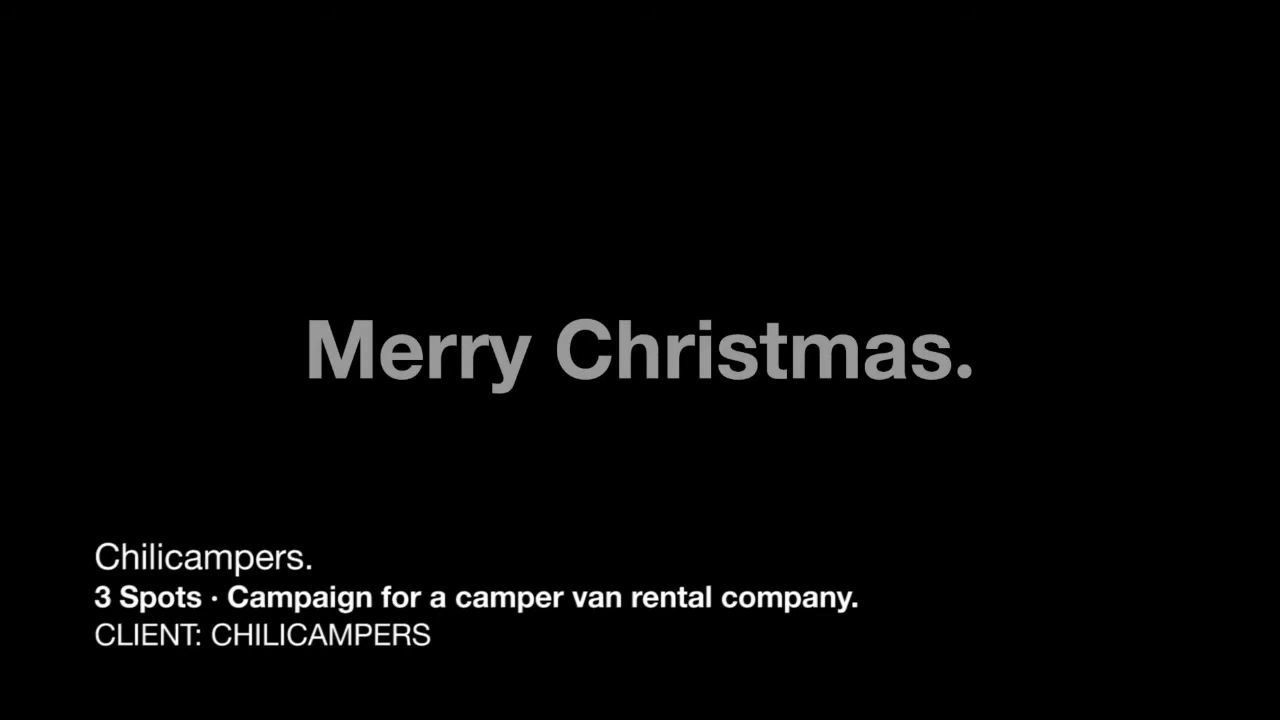 Merry Christmas.
Chilicampers.
3 Spots · Campaign for a camper van rental company.
CLIENT: CHILICAMPERS